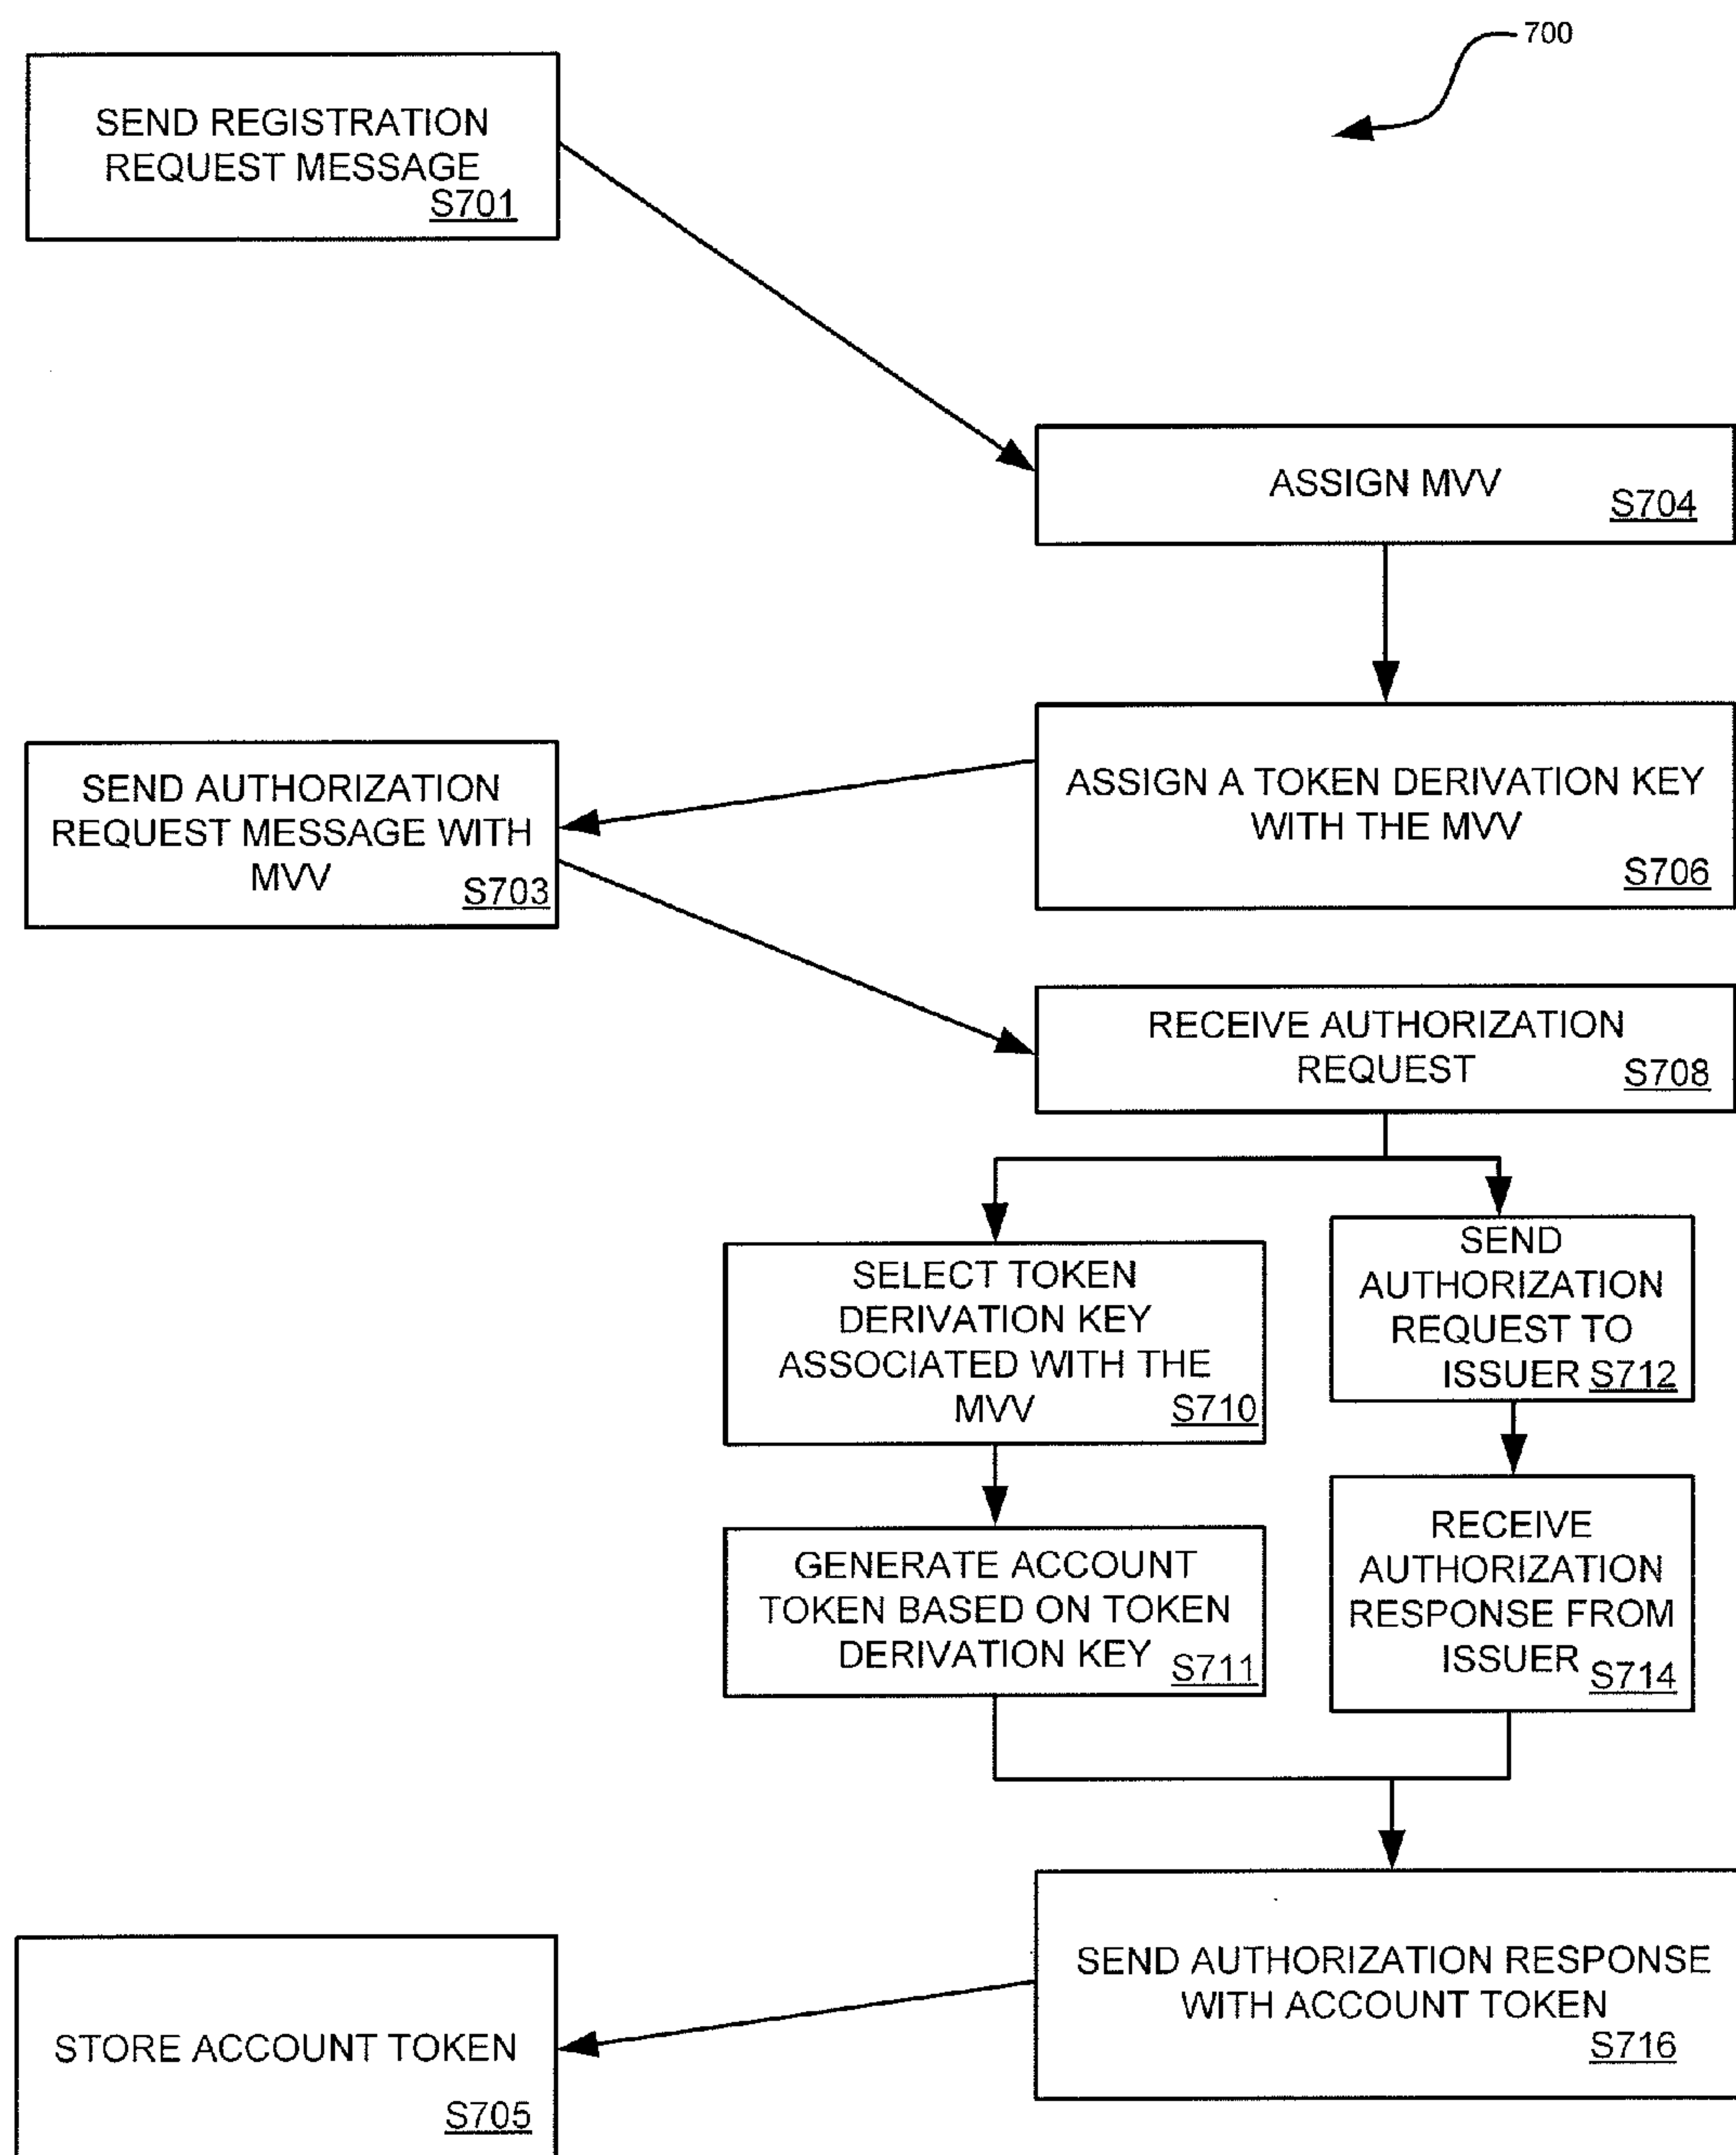 700
SEND REGISTRATION
REQUEST MESSAGE
S701
ASSIGN MVV
S704
ASSIGN A TOKEN DERIVATION KEY
WITH THE MVV
S706
SEND AUTHORIZATION
REQUEST MESSAGE WITH
MVV
S703
RECEIVE AUTHORIZATION
REQUEST
S708
SELECT TOKEN
DERIVATION KEY
ASSOCIATED WITH THE
MVV
S710
SEND
AUTHORIZATION
REQUEST TO
ISSUER S712
GENERATE ACCOUNT
TOKEN BASED ON TOKEN
DERIVATION KEY
S711
RECEIVE
AUTHORIZATION
RESPONSE FROM
ISSUER
S714
SEND AUTHORIZATION RESPONSE
WITH ACCOUNT TOKEN
S716
STORE ACCOUNT TOKEN
S705